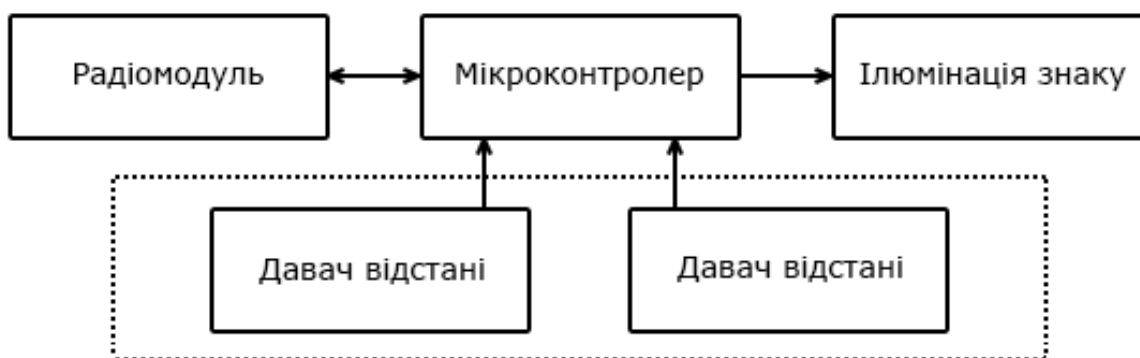 Радіомодуль
Мікроконтролер
Ілюмінація знаку
Давач відстані
Давач відстані